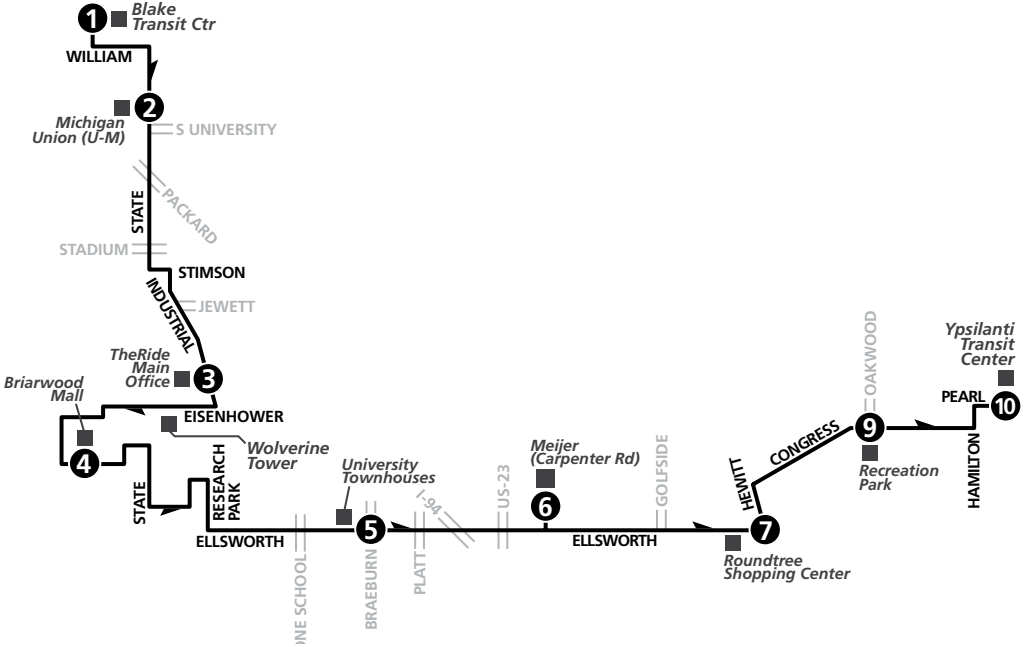 1
Blake
Transit Ctr
WILLIAM
2
Michigan
Union (U-M)
S UNIVERSITY
PACKARD
STATE
STADIUM
STIMSON
INDUSTRIAL
JEWETT
TheRide
Main
Office
3
Briarwood
Mall
EISENHOWER
4
Wolverine
Tower
STATE
RESEARCH
PARK
University
Townhouses
ELLSWORTH
5
BRAEBURN
I-94
PLATT
US-23
Meijer
(Carpenter Rd)
6
ELLSWORTH
GOLFSIDE
HEWITT
7
Roundtree
Shopping Center
CONGRESS
OAKWOOD
9
Recreation
Park
Ypsilanti
Transit
Center
PEARL
10
HAMILTON